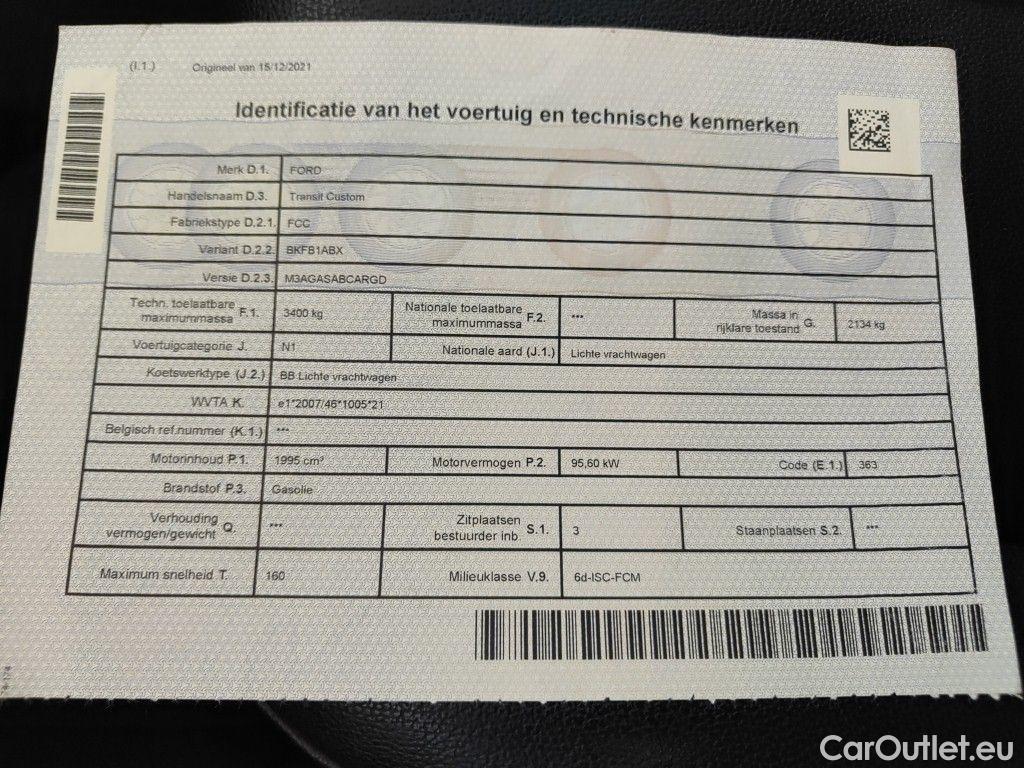 (I.1.) Origineel van 15/12/2021
Identificatie van het voertuig en technische kenmerken
Merk D.1. FORD
Handelsnaam D.3. Transit Custom
Fabriekstype D.2.1. FCC
Variant D.2.2. BKFB1ABX
Versie D.2.3. M3AGASABCARGD
Techn. toelaatbare maximummassa F.1. 3400 kg Nationale toelaatbare maximummassa F.2. *** Massa in rijklare toestand G. 2134 kg
Voertuigcategorie J. N1 Nationale aard (J.1.) Lichte vrachtwagen
Koetswerktype (J.2.) BB Lichte vrachtwagen
WVTA K. e1*2007/46*1005*21
Belgisch ref.nummer (K.1.) ***
Motorinhoud P.1. 1995 cm³ Motorvermogen P.2. 95,60 kW Code (E.1.) 363
Brandstof P.3. Gasolie
Verhouding vermogen/gewicht Q. *** Zitplaatsen bestuurder inb. S.1. 3 Staanplaatsen S.2. ***
Maximum snelheid T. 160 Milieuklasse V.9. 6d-ISC-FCM
CarOutlet.eu